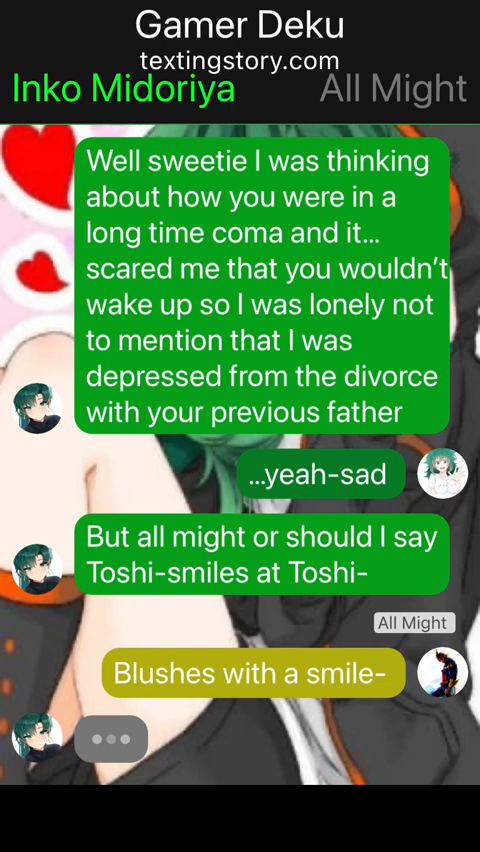 Gamer Deku
textingstory.com
Inko Midoriya All Might
Well sweetie I was thinking
about how you were in a
long time coma and it...
scared me that you wouldn't
wake up so I was lonely not
to mention that I was
depressed from the divorce
with your previous father
...yeah-sad
But all might or should I say
Toshi-smiles at Toshi-
All Might
Blushes with a smile-